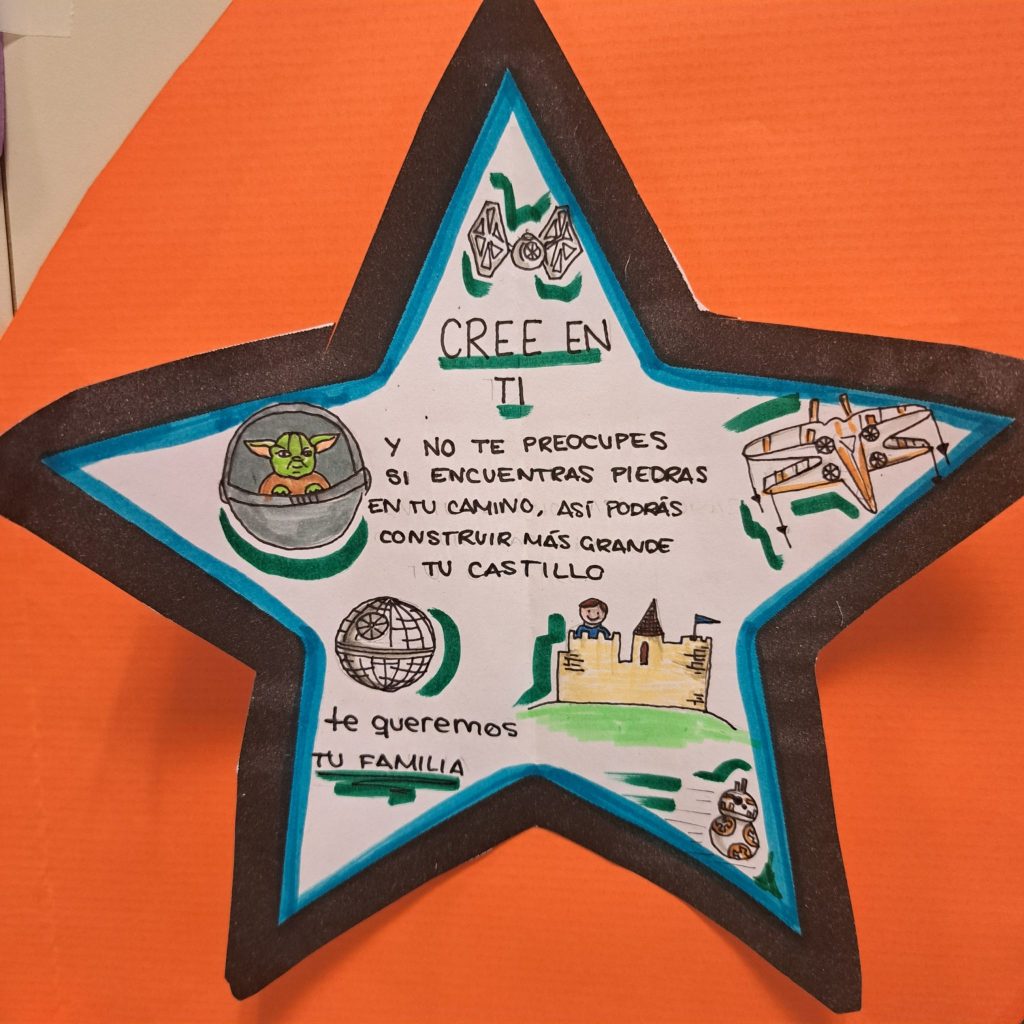 CREE EN
TI
Y NO TE PREOCUPES
SI ENCUENTRAS PIEDRAS
EN TU CAMINO, ASÍ PODRÁS
CONSTRUIR MÁS GRANDE
TU CASTILLO
te queremos
TU FAMILIA